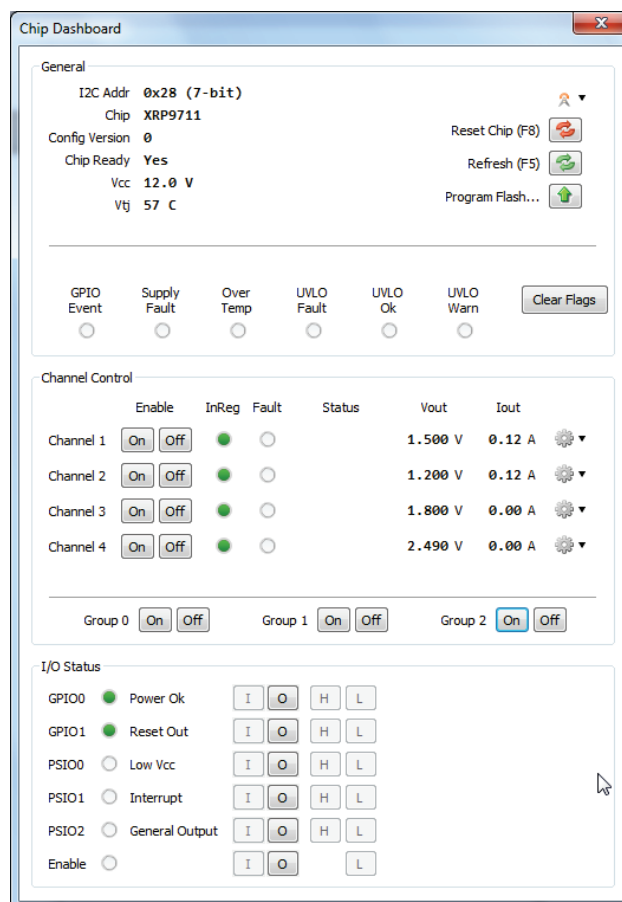 Chip Dashboard
General
I2C Addr 0x28 (7-bit)
Chip XRP9711
Reset Chip (F8)
Config Version 0
Chip Ready Yes
Refresh (F5)
Vcc 12.0 V
Program Flash...
Vtj 57 C
GPIO Event Supply Fault Over Temp UVLO Fault UVLO Ok UVLO Warn Clear Flags
Channel Control
Enable InReg Fault Status Vout Iout
Channel 1 On Off 1.500 V 0.12 A
Channel 2 On Off 1.200 V 0.12 A
Channel 3 On Off 1.800 V 0.00 A
Channel 4 On Off 2.490 V 0.00 A
Group 0 On Off Group 1 On Off Group 2 On Off
I/O Status
GPIO0 Power Ok I O H L
GPIO1 Reset Out I O H L
PSIO0 Low Vcc I O H L
PSIO1 Interrupt I O H L
PSIO2 General Output I O H L
Enable I O L